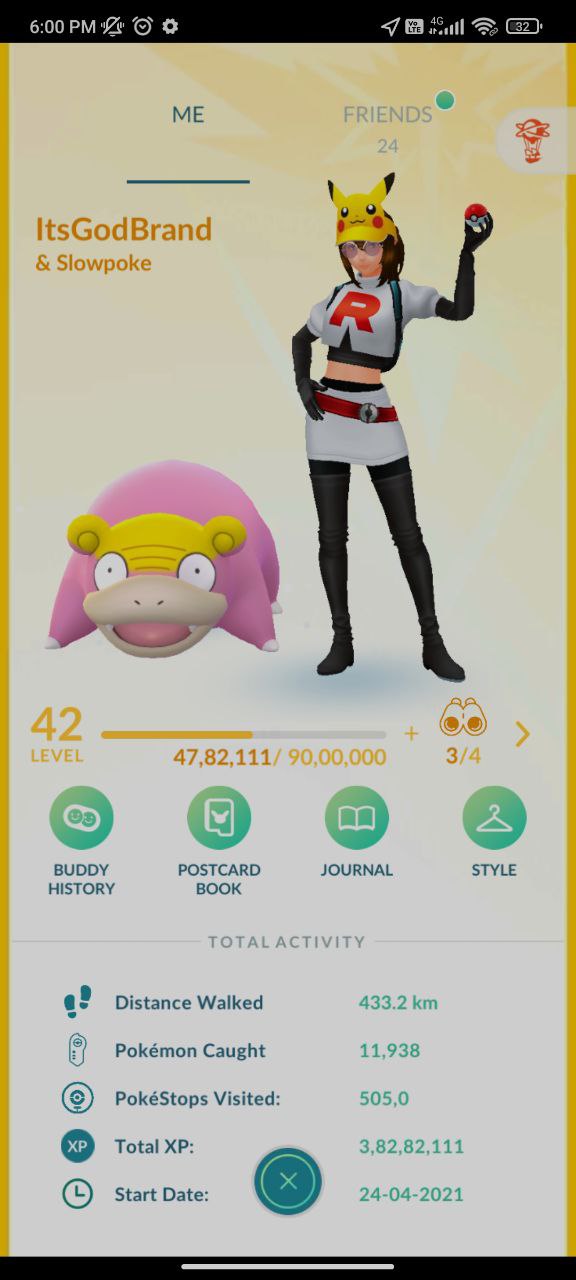 6:00 PM
Vo
LTE
4G
32
ME
FRIENDS
24
ItsGodBrand
& Slowpoke
R
42
LEVEL
47,82,111/ 90,00,000
+
3/4
BUDDY
HISTORY
POSTCARD
BOOK
JOURNAL
STYLE
TOTAL ACTIVITY
Distance Walked 433.2 km
Pokémon Caught 11,938
PokéStops Visited: 505,0
XP Total XP: 3,82,82,111
Start Date: 24-04-2021